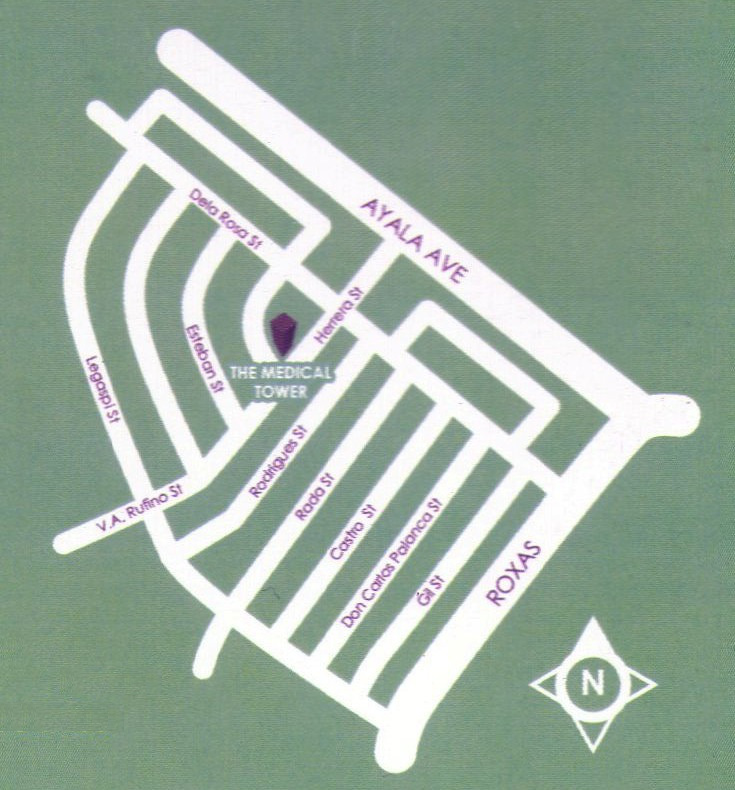 AYALA AVE
Dela Rosa St
Herrera St
Esteban St
THE MEDICAL
TOWER
Legaspi St
Rodrigues St
Rada St
V.A. Rufino St
Castro St
Don Carlos Palanca St
Gil St
ROXAS
N